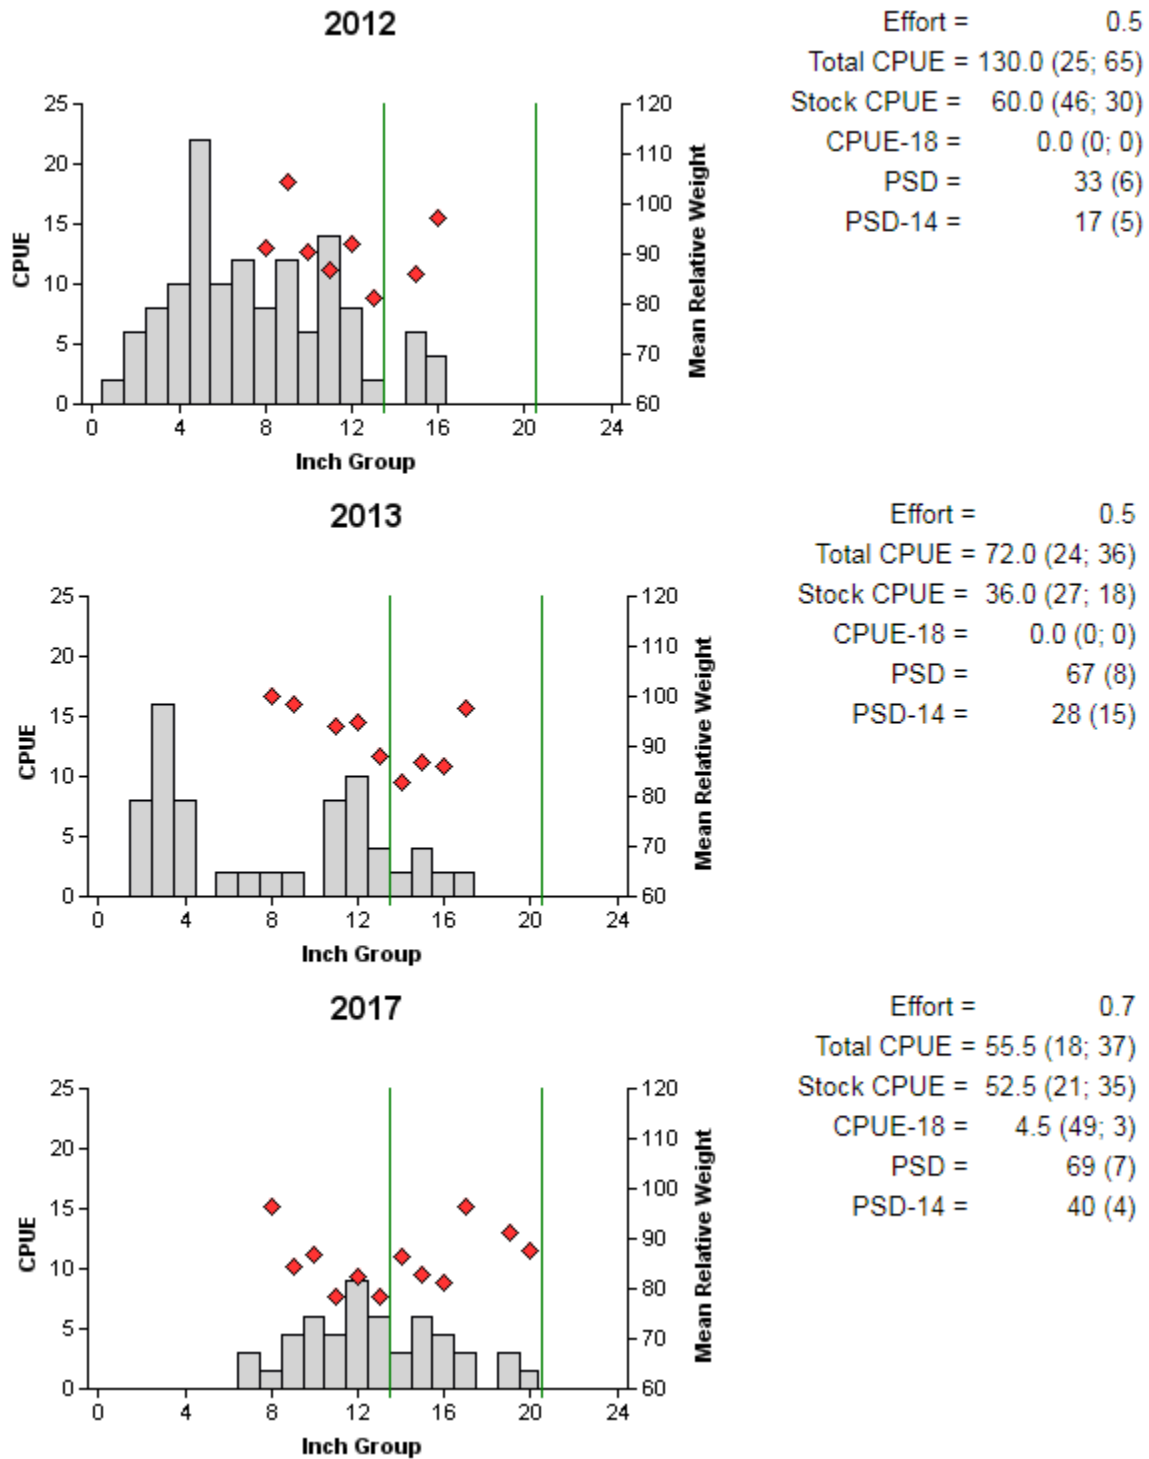 2012
Effort = 0.5
Total CPUE = 130.0 (25; 65)
Stock CPUE = 60.0 (46; 30)
CPUE-18 = 0.0 (0; 0)
PSD = 33 (6)
PSD-14 = 17 (5)
25 120
110
20
100
15
90
10
80
5
70
0 60
CPUE
Mean Relative Weight
0 4 8 12 16 20 24
Inch Group
2013
Effort = 0.5
Total CPUE = 72.0 (24; 36)
Stock CPUE = 36.0 (27; 18)
CPUE-18 = 0.0 (0; 0)
PSD = 67 (8)
PSD-14 = 28 (15)
25 120
110
20
100
15
90
10
80
5
70
0 60
CPUE
Mean Relative Weight
0 4 8 12 16 20 24
Inch Group
2017
Effort = 0.7
Total CPUE = 55.5 (18; 37)
Stock CPUE = 52.5 (21; 35)
CPUE-18 = 4.5 (49; 3)
PSD = 69 (7)
PSD-14 = 40 (4)
25 120
110
20
100
15
90
10
80
5
70
0 60
CPUE
Mean Relative Weight
0 4 8 12 16 20 24
Inch Group